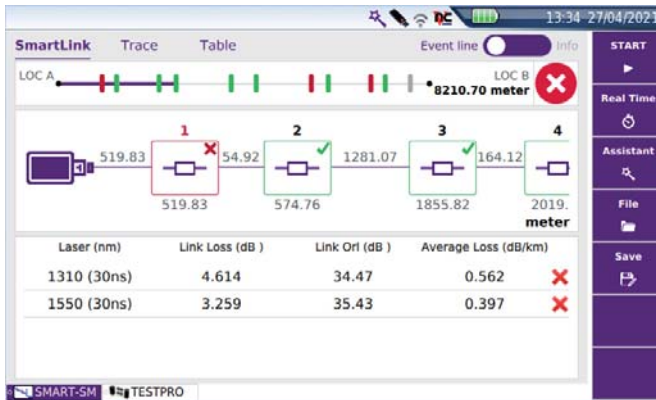 13:34 27/04/2021
SmartLink Trace Table Event line Info
LOC A LOC B
8210.70 meter
1 2 3 4
519.83 54.92 1281.07 164.12
519.83 574.76 1855.82 2019.
meter
Laser (nm) Link Loss (dB ) Link Orl (dB ) Average Loss (dB/km)
1310 (30ns) 4.614 34.47 0.562
1550 (30ns) 3.259 35.43 0.397
START
Real Time
Assistant
File
Save
SMART-SM TESTPRO